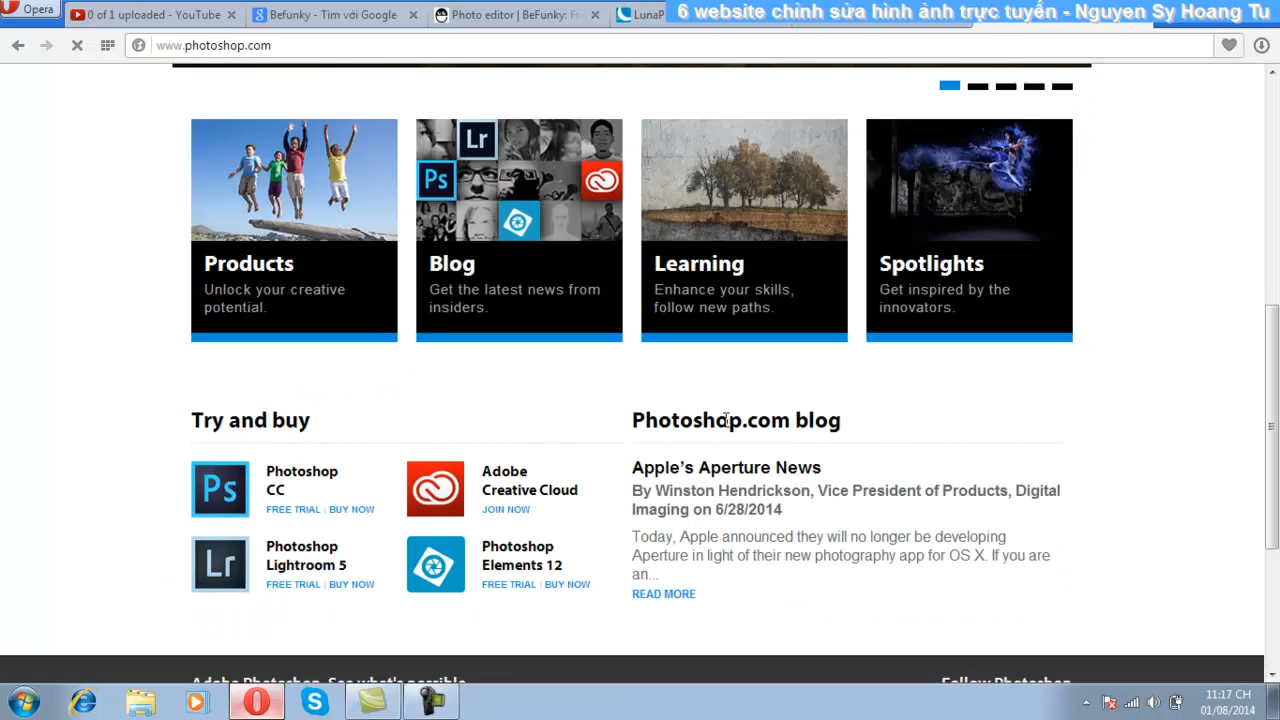 6 website chỉnh sửa hình ảnh trực tuyến - Nguyen Sy Hoang Tu
Opera
0 of 1 uploaded - YouTube
Befunky - Tìm với Google
Photo editor | BeFunky: Fr
LunaP
www.photoshop.com
Lr
Ps
Products
Unlock your creative
potential.
Blog
Get the latest news from
insiders.
Learning
Enhance your skills,
follow new paths.
Spotlights
Get inspired by the
innovators.
Try and buy
Ps
Photoshop
CC
FREE TRIAL | BUY NOW
Adobe
Creative Cloud
JOIN NOW
Lr
Photoshop
Lightroom 5
FREE TRIAL | BUY NOW
Photoshop
Elements 12
FREE TRIAL | BUY NOW
Photoshop.com blog
Apple's Aperture News
By Winston Hendrickson, Vice President of Products, Digital
Imaging on 6/28/2014
Today, Apple announced they will no longer be developing
Aperture in light of their new photography app for OS X. If you are
an...
READ MORE
Adobe Photoshop. See what's possible.
Follow Photoshop
11:17 CH
01/08/2014